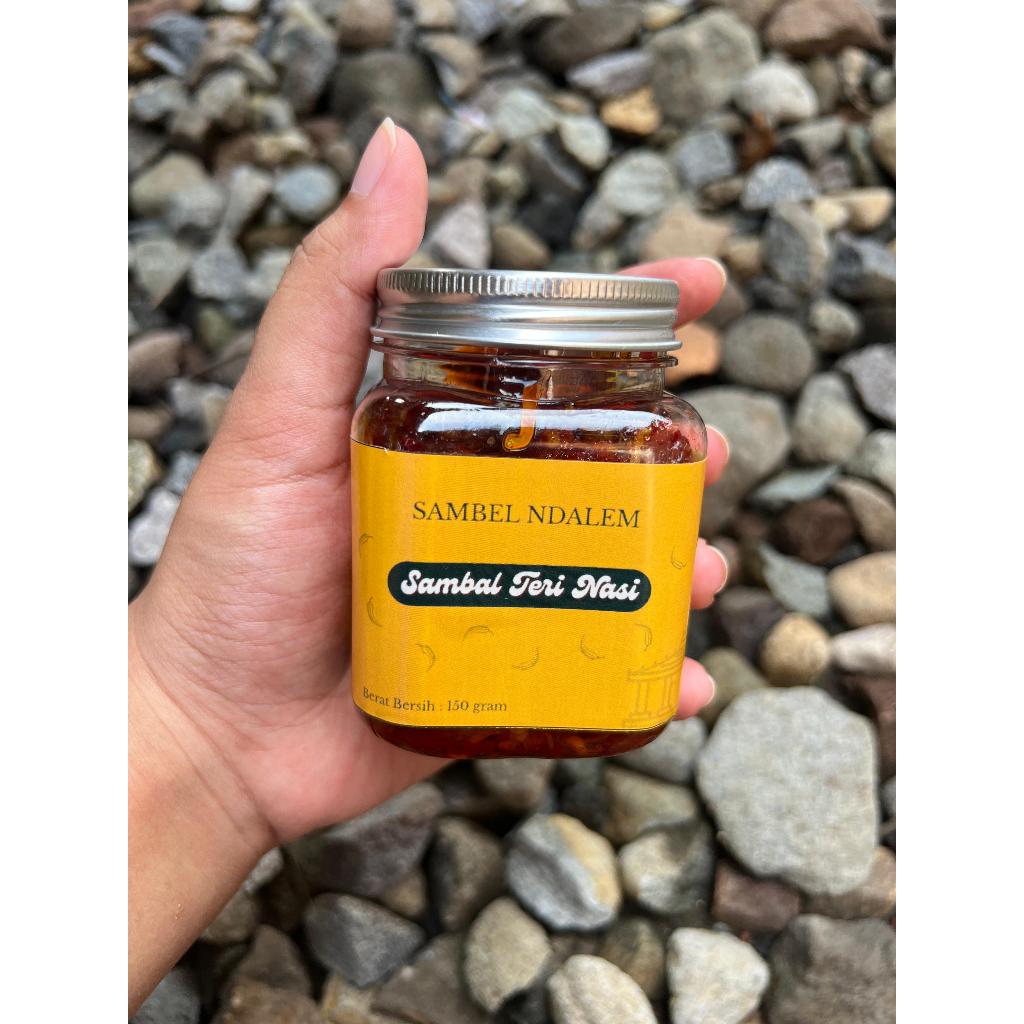 SAMBEL NDALEM
Sambal Teri Nasi
Berat Bersih : 150 gram